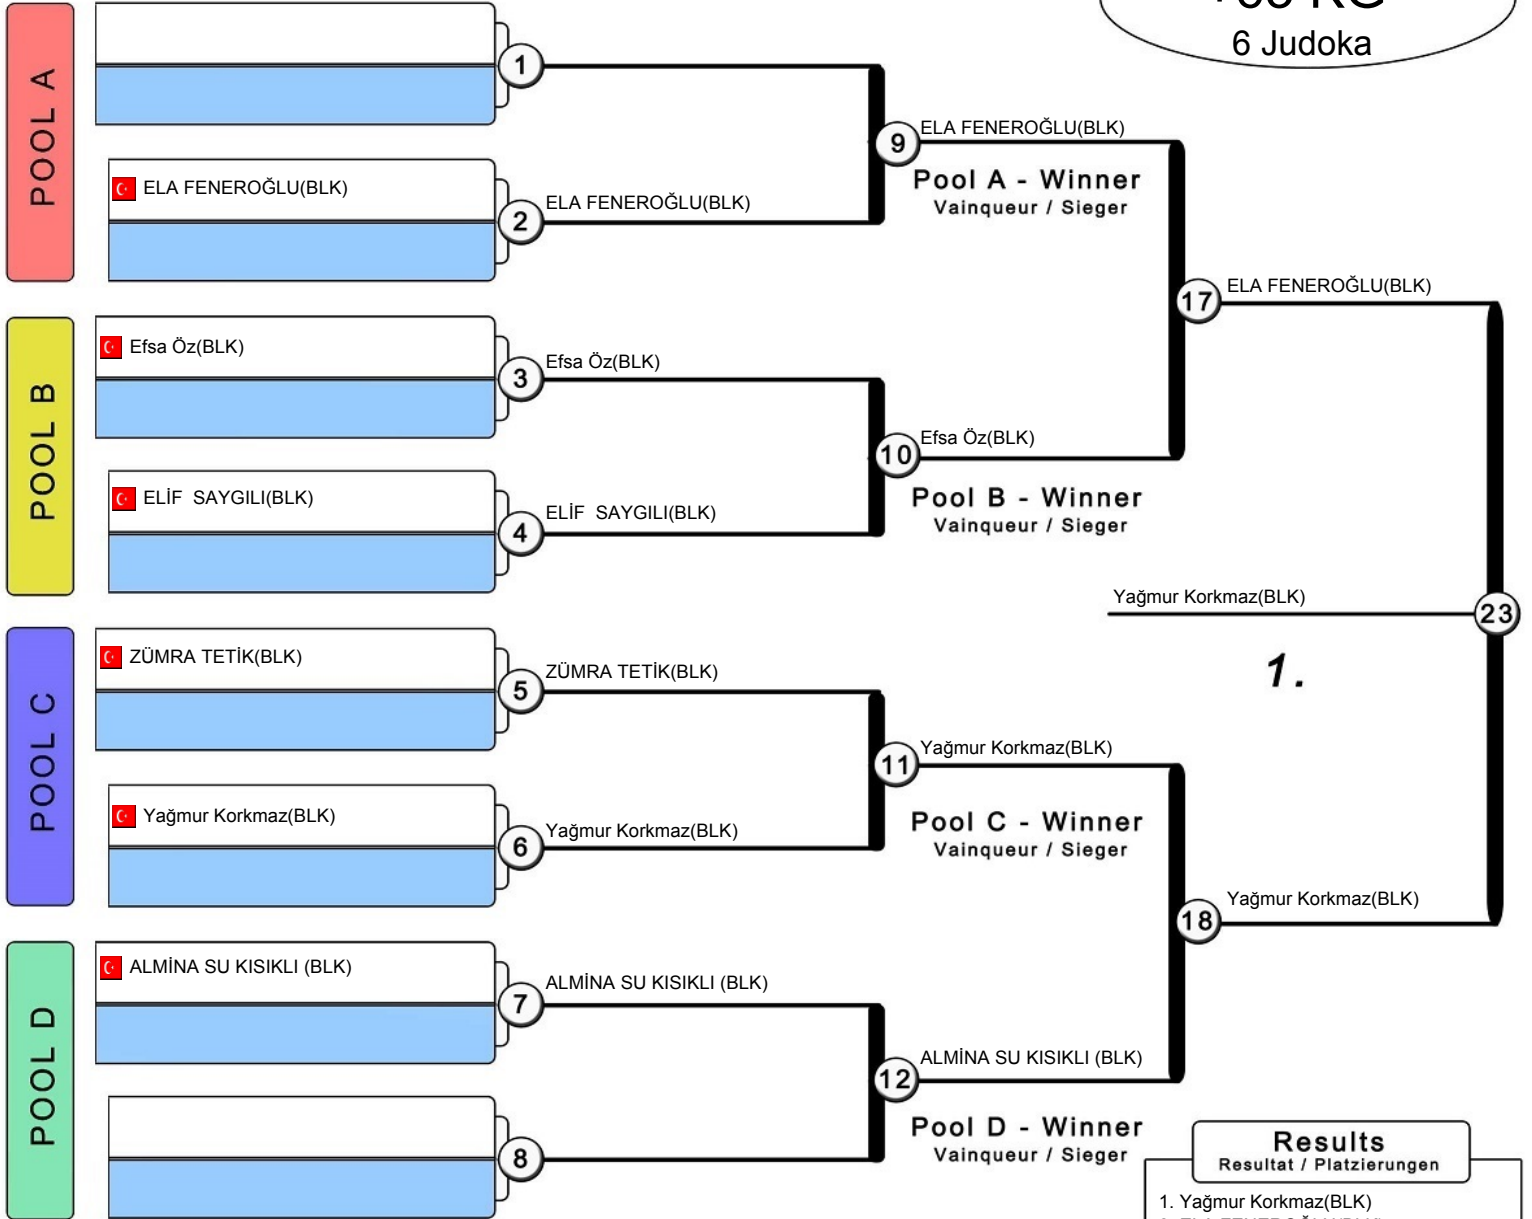 6 Judoka
POOL A
1
ELA FENEROĞLU(BLK)
2
ELA FENEROĞLU(BLK)
9
ELA FENEROĞLU(BLK)
Pool A - Winner
Vainqueur / Sieger
17
ELA FENEROĞLU(BLK)
POOL B
Efsa Öz(BLK)
3
Efsa Öz(BLK)
10
Efsa Öz(BLK)
Pool B - Winner
Vainqueur / Sieger
ELİF SAYGILI(BLK)
4
ELİF SAYGILI(BLK)
Yağmur Korkmaz(BLK)
23
1.
POOL C
ZÜMRA TETİK(BLK)
5
ZÜMRA TETİK(BLK)
11
Yağmur Korkmaz(BLK)
Pool C - Winner
Vainqueur / Sieger
Yağmur Korkmaz(BLK)
6
Yağmur Korkmaz(BLK)
18
Yağmur Korkmaz(BLK)
POOL D
ALMİNA SU KISIKLI (BLK)
7
ALMİNA SU KISIKLI (BLK)
12
ALMİNA SU KISIKLI (BLK)
Pool D - Winner
Vainqueur / Sieger
8
Results
Resultat / Platzierungen
1. Yağmur Korkmaz(BLK)